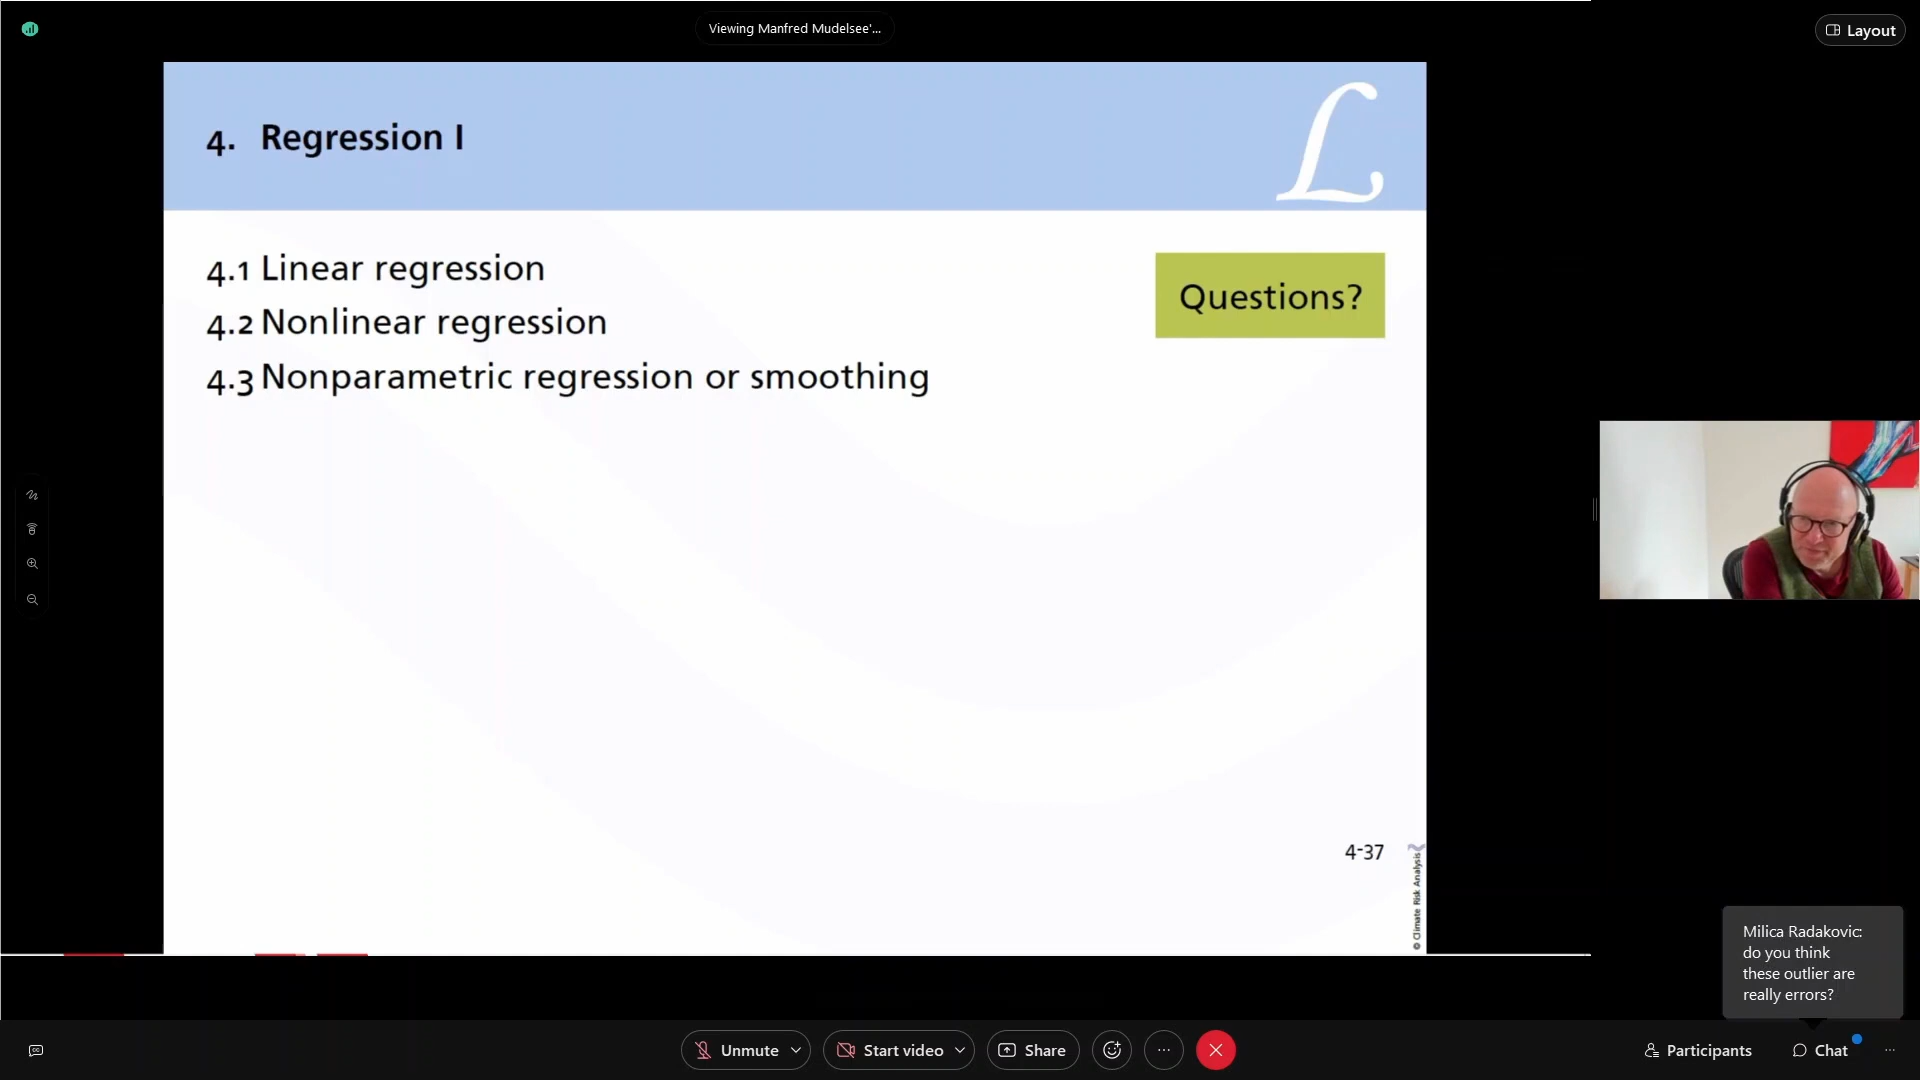 Viewing Manfred Mudelsee'...
Layout
4. Regression I
L
4.1 Linear regression
4.2 Nonlinear regression
4.3 Nonparametric regression or smoothing
Questions?
4-37
© Climate Risk Analysis
Milica Radakovic:
do you think
these outlier are
really errors?
Unmute
Start video
Share
Participants
Chat